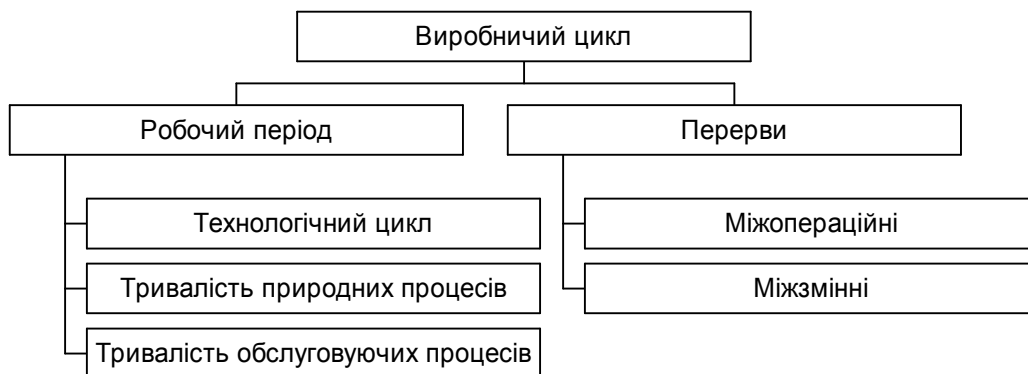 Виробничий цикл
Робочий період
Перерви
Технологічний цикл
Міжопераційні
Тривалість природних процесів
Міжзмінні
Тривалість обслуговуючих процесів